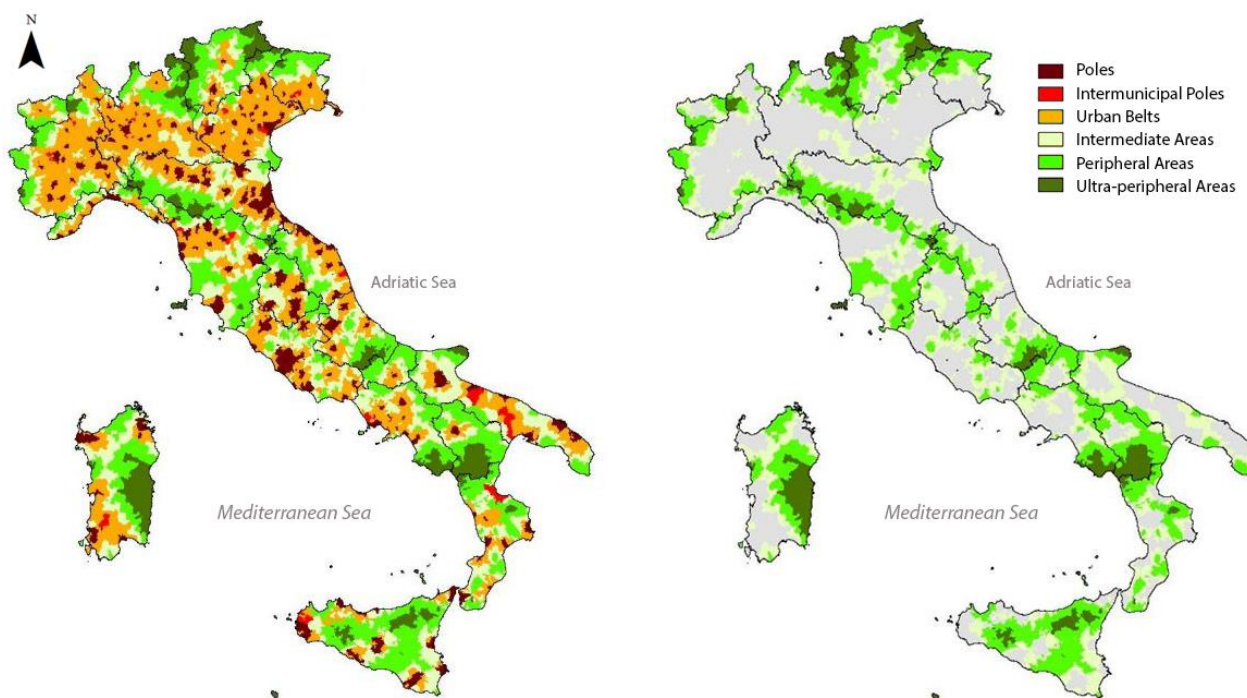 N
Adriatic Sea
Mediterranean Sea
Adriatic Sea
Mediterranean Sea
Poles
Intermunicipal Poles
Urban Belts
Intermediate Areas
Peripheral Areas
Ultra-peripheral Areas